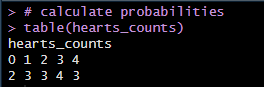 > # calculate probabilities
> table(hearts_counts)
hearts_counts
0 1 2 3 4
2 3 3 4 3